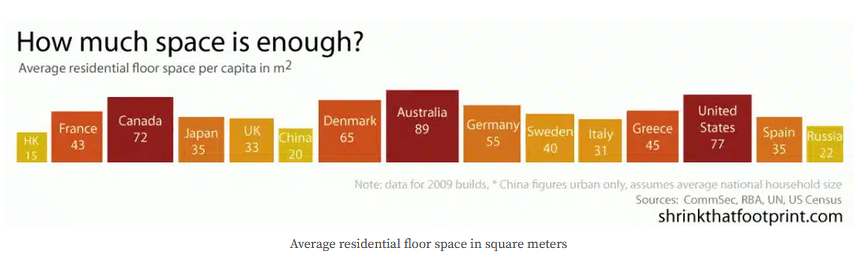 How much space is enough?
Average residential floor space per capita in m2
HK
15
France
43
Canada
72
Japan
35
UK
33
China
20
Denmark
65
Australia
89
Germany
55
Sweden
40
Italy
31
Greece
45
United
States
77
Spain
35
Russia
22
Note: data for 2009 builds, * China figures urban only, assumes average national household size
Sources: CommSec, RBA, UN, US Census
shrinkthatfootprint.com
Average residential floor space in square meters